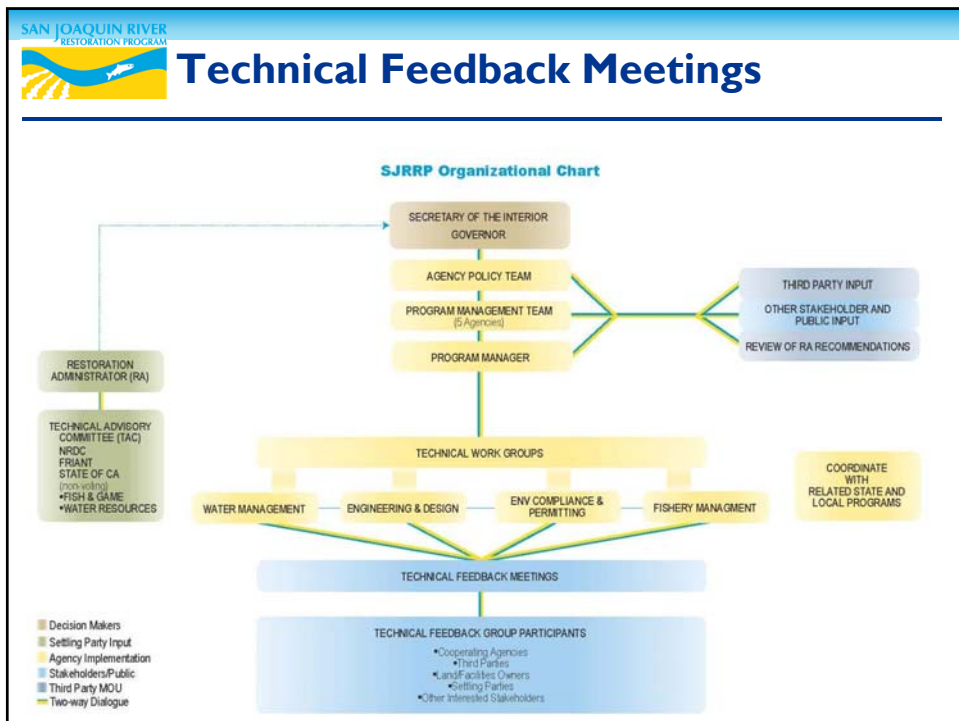 SAN JOAQUIN RIVER
RESTORATION PROGRAM
Technical Feedback Meetings
SJRRP Organizational Chart
SECRETARY OF THE INTERIOR
GOVERNOR
AGENCY POLICY TEAM
PROGRAM MANAGEMENT TEAM
(5 Agencies)
PROGRAM MANAGER
THIRD PARTY INPUT
OTHER STAKEHOLDER AND
PUBLIC INPUT
REVIEW OF RA RECOMMENDATIONS
RESTORATION
ADMINISTRATOR (RA)
TECHNICAL ADVISORY
COMMITTEE (TAC)
NRDC
FRIANT
STATE OF CA
(non-voting)
•FISH & GAME
•WATER RESOURCES
TECHNICAL WORK GROUPS
WATER MANAGEMENT
ENGINEERING & DESIGN
ENV COMPLIANCE &
PERMITTING
FISHERY MANAGMENT
COORDINATE
WITH
RELATED STATE AND
LOCAL PROGRAMS
TECHNICAL FEEDBACK MEETINGS
TECHNICAL FEEDBACK GROUP PARTICIPANTS
•Cooperating Agencies
•Third Parties
•Land/Facilities Owners
•Settling Parties
•Other Interested Stakeholders
Decision Makers
Settling Party Input
Agency Implementation
Stakeholders/Public
Third Party MOU
Two-way Dialogue